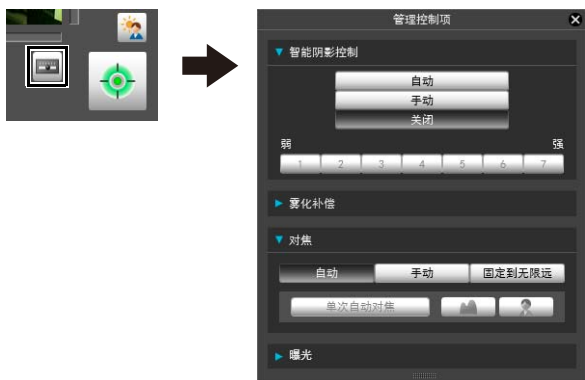 管理控制项
智能阴影控制
自动
手动
关闭
弱 强
1 2 3 4 5 6 7
雾化补偿
对焦
自动 手动 固定到无限远
单次自动对焦
曝光